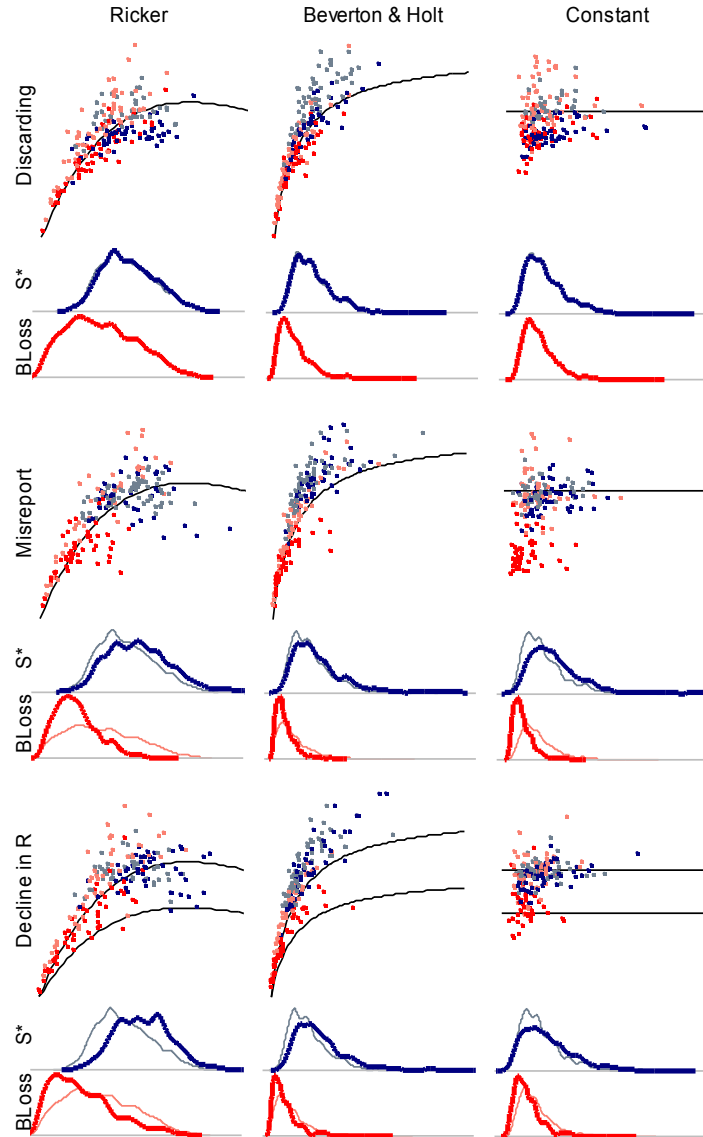 Ricker
Beverton & Holt
Constant
Discarding
S*
BLoss
Misreport
S*
BLoss
Decline in R
S*
BLoss